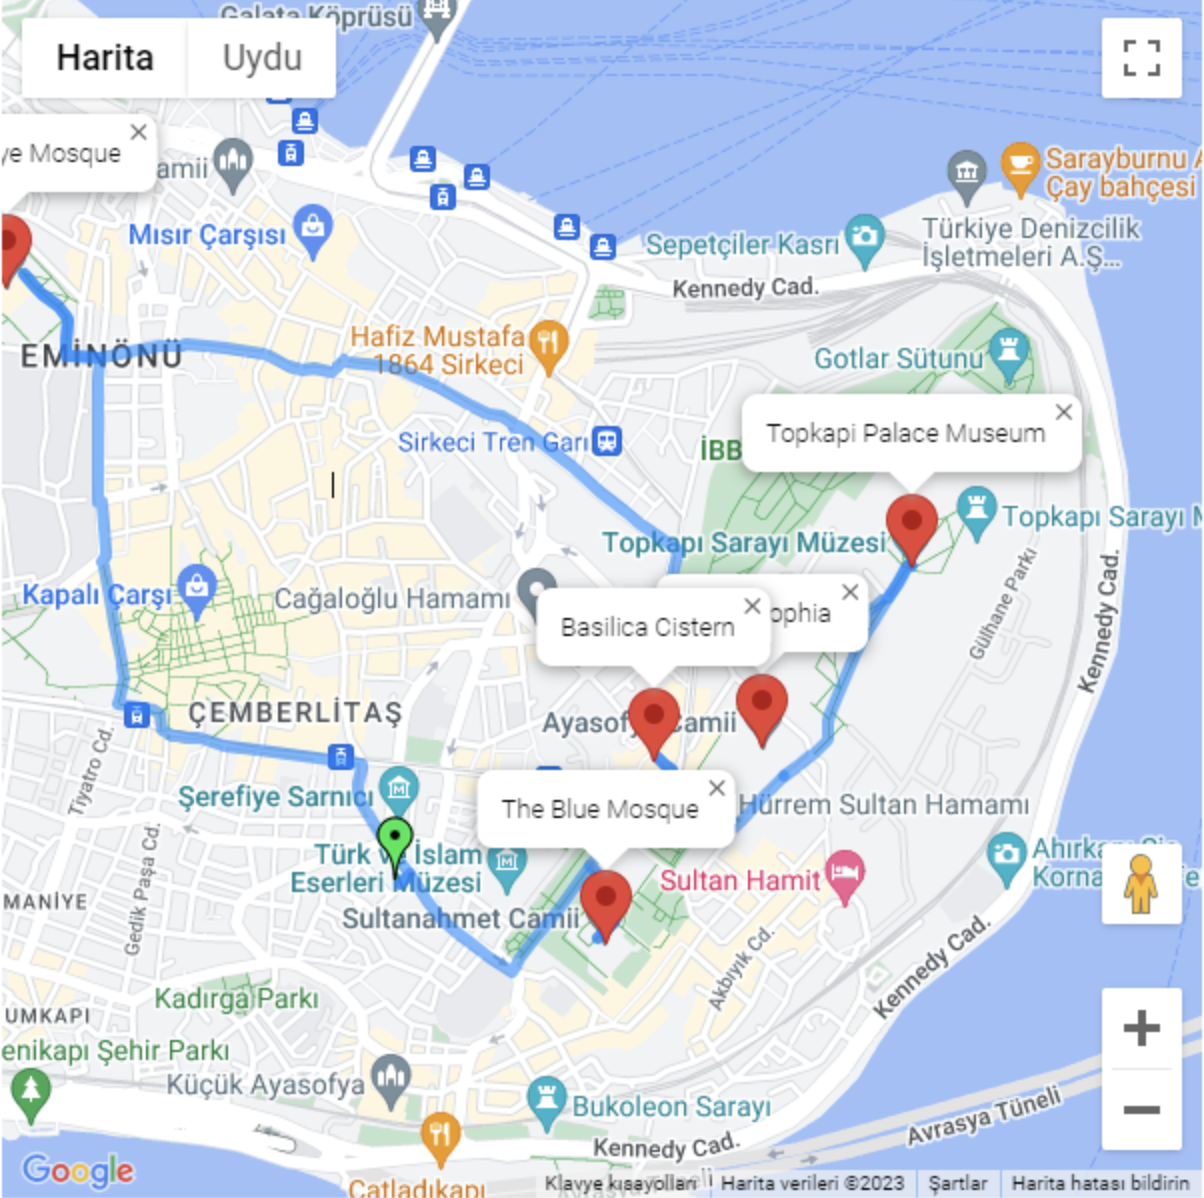 Galata Köprüsü
Harita
Uydu
ye Mosque
amii
Mısır Çarşısı
Sarayburnu A
Çay bahçesi
Türkiye Denizcilik
İşletmeleri A.Ş...
Sepetçiler Kasrı
Kennedy Cad.
EMİNÖNÜ
Hafiz Mustafa
1864 Sirkeci
Gotlar Sütunu
Topkapi Palace Museum
Sirkeci Tren Garı
İBB
Topkapı Sarayı M
Topkapı Sarayı Müzesi
Kapalı Çarşı
Cağaloğlu Hamamı
Basilica Cistern
ophia
Gülhane Parkı
Kennedy Cad.
ÇEMBERLİTAŞ
Ayasofy Camii
Tiyatro Cd.
Şerefiye Sarnıcı
The Blue Mosque
Hürrem Sultan Hamamı
Türk ve İslam
Eserleri Müzesi
Ahırka
Korna
Fe
Sultan Hamit
Gedik Paşa Cd.
MANİYE
Sultanahmet Camii
Akbıyık Cd.
Kennedy Cad.
Kadırga Parkı
UMKAPI
enikapı Şehir Parkı
Küçük Ayasofya
Bukoleon Sarayı
Avrasya Tüneli
Kennedy Cad.
Google
Çatladıkapı
Klavye kısayolları
Harita verileri ©2023
Şartlar
Harita hatası bildirin